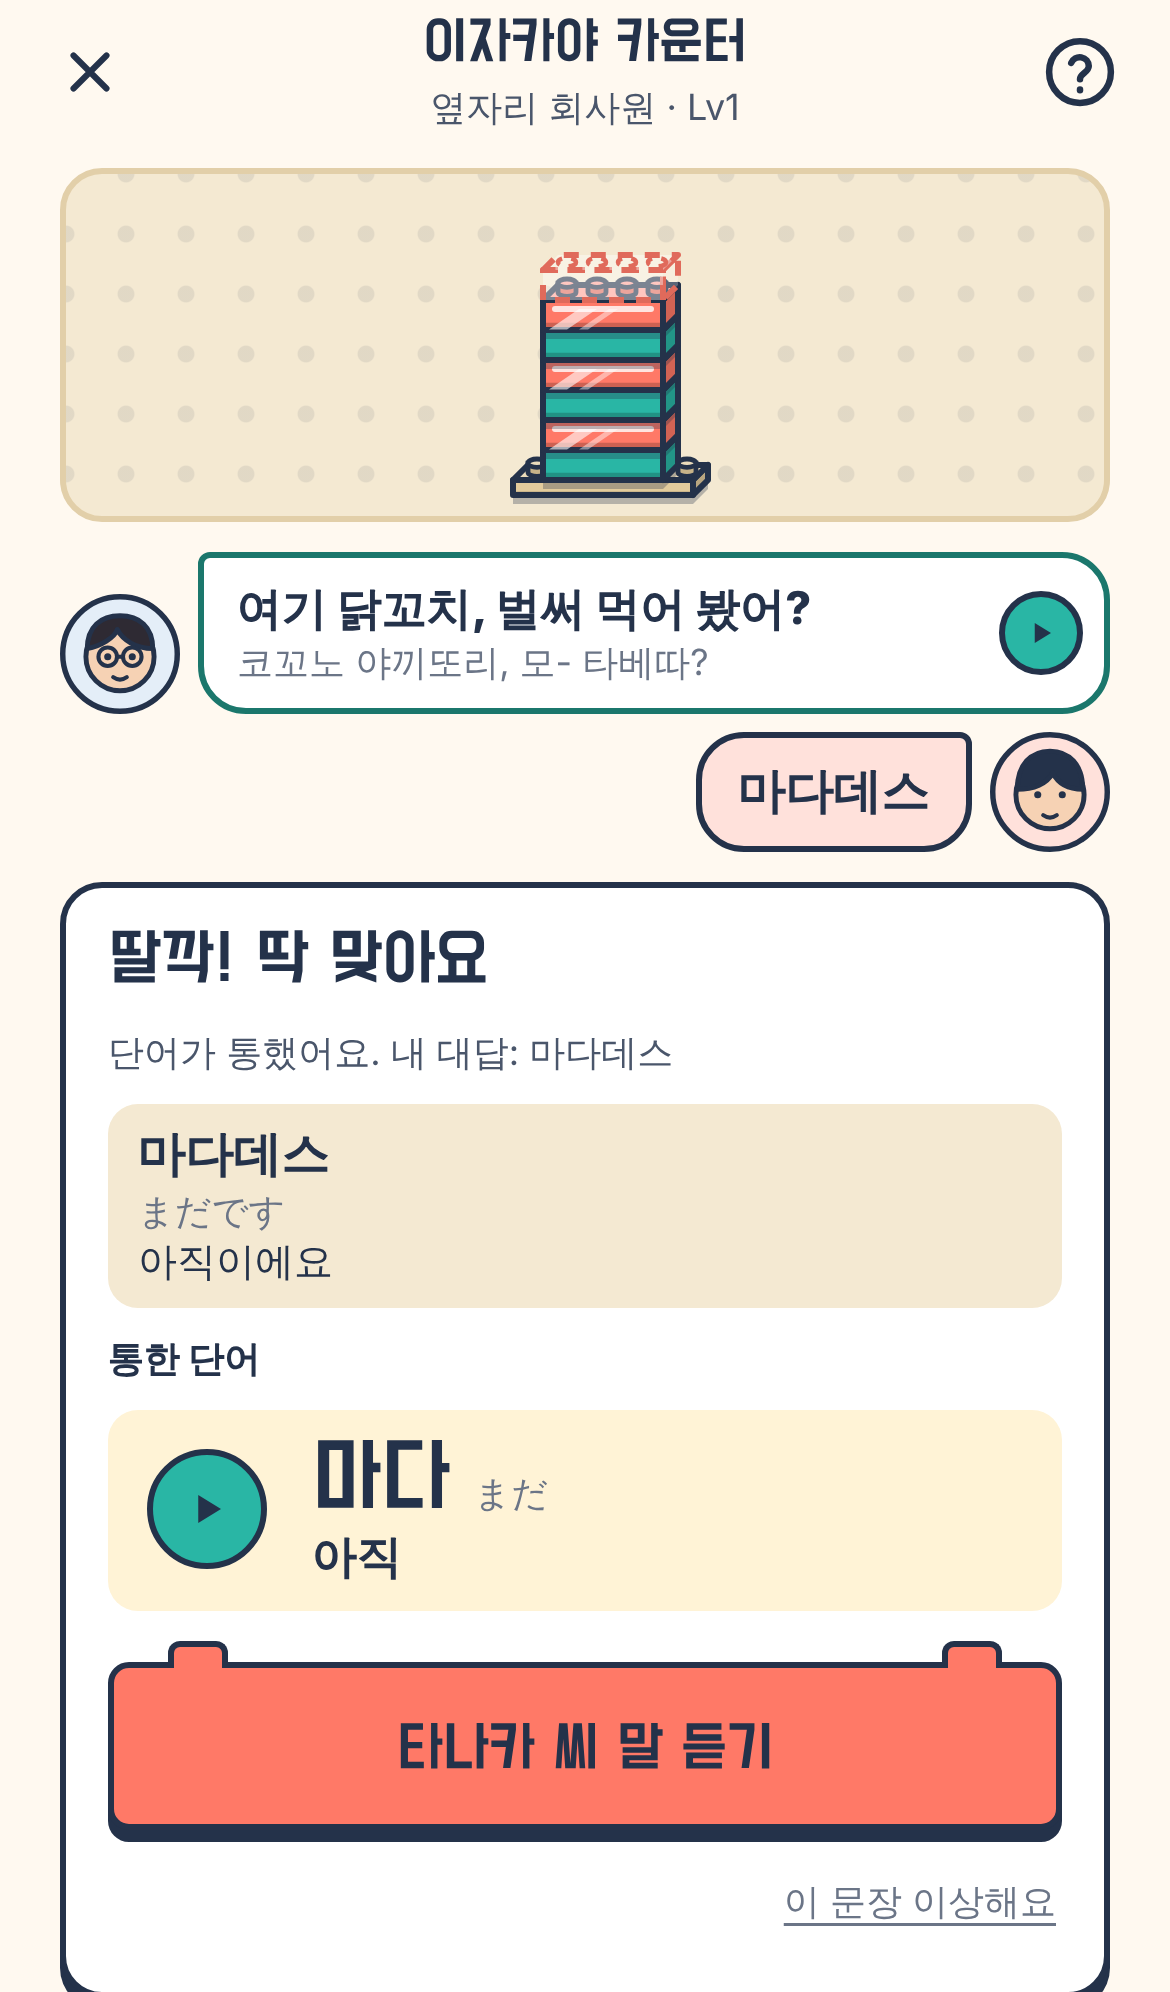 이자카야 카운터
옆자리 회사원 · Lv1
여기 닭꼬치, 벌써 먹어 봤어?
코꼬노 야끼또리, 모- 타베따?
마다데스
딸깍! 딱 맞아요
단어가 통했어요. 내 대답: 마다데스
마다데스
まだです
아직이에요
통한 단어
마다 まだ
아직
타나카 씨 말 듣기
이 문장 이상해요